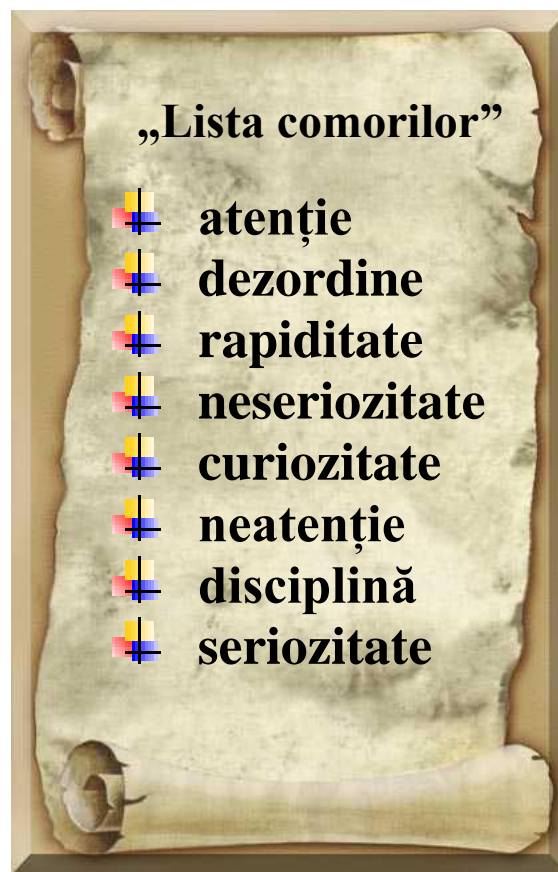 „Lista comorilor”
atenție
dezordine
rapiditate
neseriozitate
curiozitate
neatenție
disciplină
seriozitate